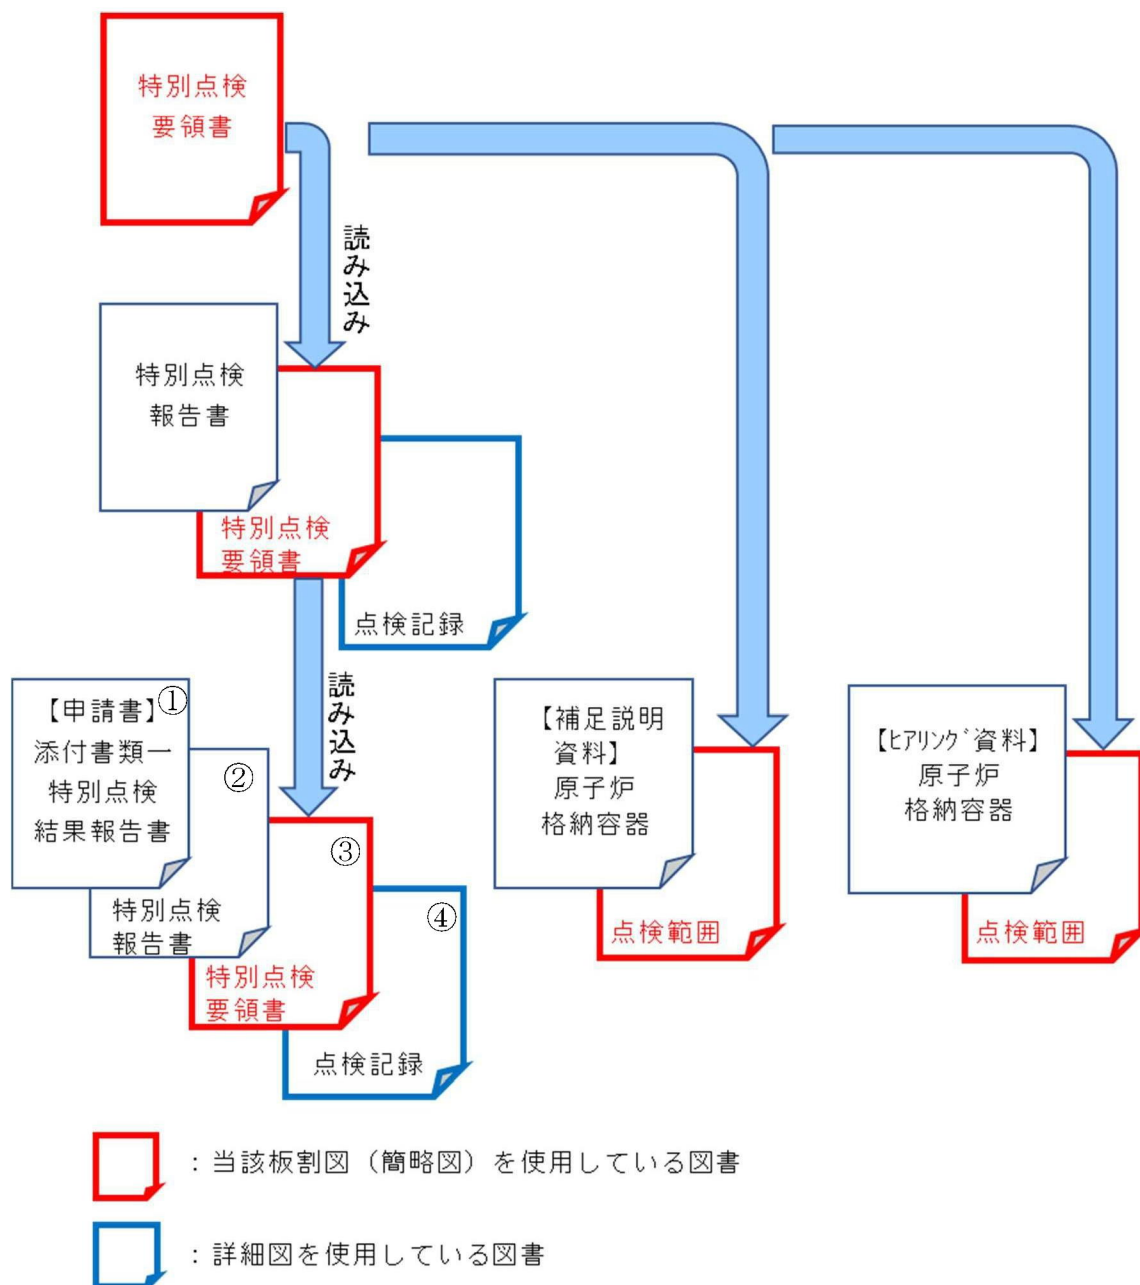 特別点検
要領書
読み込み
特別点検
報告書
特別点検
要領書
点検記録
読み込み
【申請書】①
添付書類一
特別点検
結果報告書
②
特別点検
報告書
③
特別点検
要領書
④
点検記録
【補足説明
資料】
原子炉
格納容器
点検範囲
【ﾋｱﾘﾝｸﾞ資料】
原子炉
格納容器
点検範囲
：当該板割図（簡略図）を使用している図書
：詳細図を使用している図書